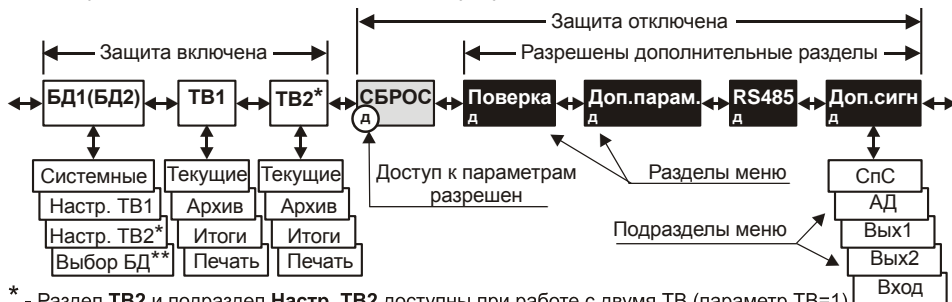 Защита отключена
Защита включена
Разрешены дополнительные разделы
БД1(БД2) ТВ1 ТВ2* СБРОС Поверка Доп.парам. RS485 Доп.сигн
д д д д д
Системные Текущие Текущие Доступ к параметрам разрешен Разделы меню СпС
Настр. ТВ1 Архив Архив АД
Настр. ТВ2* Итоги Итоги Подразделы меню Вых1
Выбор БД** Печать Печать Вых2
Вход
* - Раздел ТВ2 и подраздел Настр. ТВ2 доступны при работе с двумя ТВ (параметр ТВ=1)